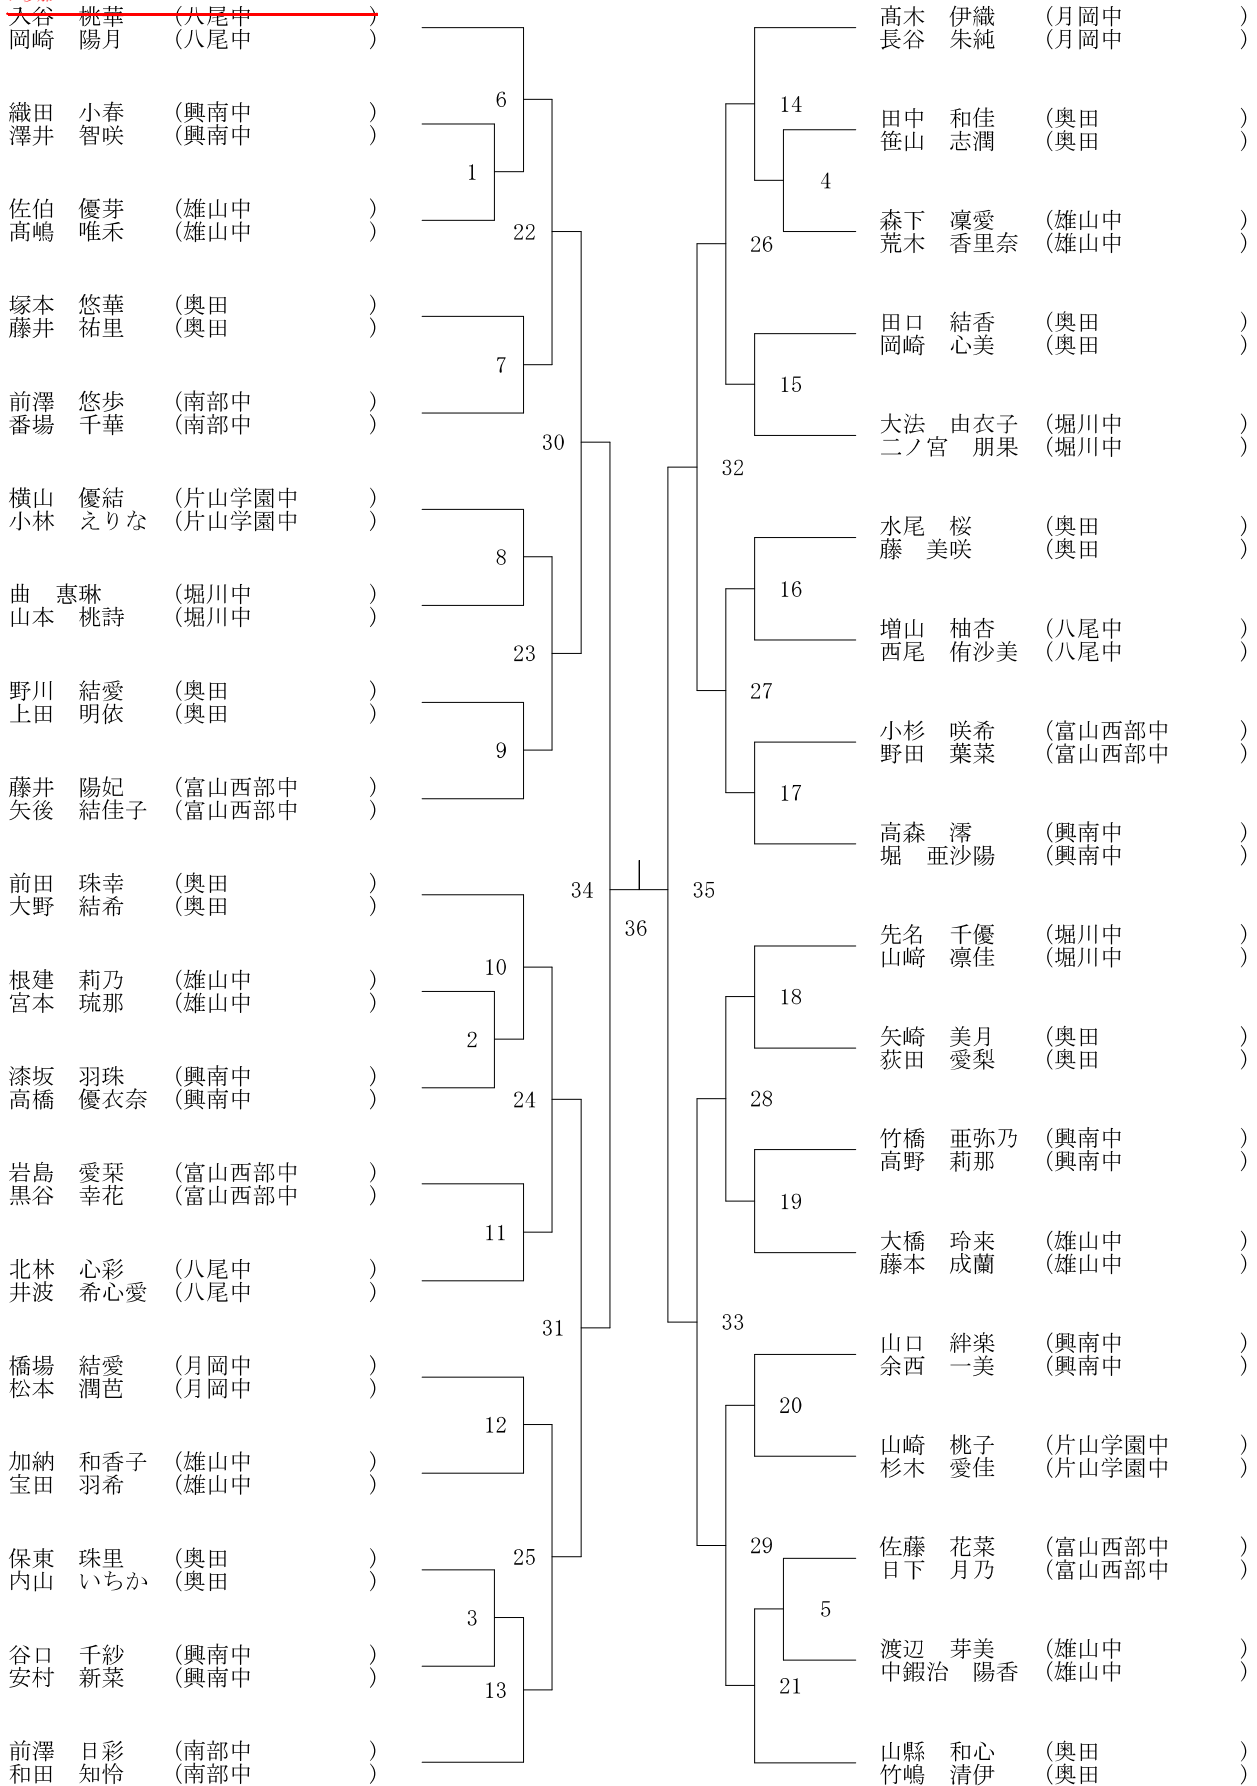 入谷　桃華　（八尾中　）
岡崎　陽月　（八尾中　）
織田　小春　（興南中　）
澤井　智咲　（興南中　）
佐伯　優芽　（雄山中　）
髙嶋　唯禾　（雄山中　）
塚本　悠華　（奥田　）
藤井　祐里　（奥田　）
前澤　悠歩　（南部中　）
番場　千華　（南部中　）
横山　優結　（片山学園中　）
小林　えりな　（片山学園中　）
曲　惠琳　（堀川中　）
山本　桃詩　（堀川中　）
野川　結愛　（奥田　）
上田　明依　（奥田　）
藤井　陽妃　（富山西部中　）
矢後　結佳子　（富山西部中　）
前田　珠幸　（奥田　）
大野　結希　（奥田　）
根建　莉乃　（雄山中　）
宮本　琉那　（雄山中　）
漆坂　羽珠　（興南中　）
高橋　優衣奈　（興南中　）
岩島　愛栞　（富山西部中　）
黒谷　幸花　（富山西部中　）
北林　心彩　（八尾中　）
井波　希心愛　（八尾中　）
橋場　結愛　（月岡中　）
松本　潤芭　（月岡中　）
加納　和香子　（雄山中　）
宝田　羽希　（雄山中　）
保東　珠里　（奥田　）
内山　いちか　（奥田　）
谷口　千紗　（興南中　）
安村　新菜　（興南中　）
前澤　日彩　（南部中　）
和田　知怜　（南部中　）
6
1
22
7
30
8
23
9
34
10
2
24
11
31
12
25
3
13
36
14
4
26
15
32
16
27
17
35
18
28
19
33
20
29
5
21
髙木　伊織　（月岡中　）
長谷　朱純　（月岡中　）
田中　和佳　（奥田　）
笹山　志潤　（奥田　）
森下　凜愛　（雄山中　）
荒木　香里奈　（雄山中　）
田口　結香　（奥田　）
岡崎　心美　（奥田　）
大法　由衣子　（堀川中　）
二ノ宮　朋果　（堀川中　）
水尾　桜　（奥田　）
藤　美咲　（奥田　）
増山　柚杏　（八尾中　）
西尾　侑沙美　（八尾中　）
小杉　咲希　（富山西部中　）
野田　葉菜　（富山西部中　）
高森　澪　（興南中　）
堀　亜沙陽　（興南中　）
先名　千優　（堀川中　）
山﨑　凛佳　（堀川中　）
矢崎　美月　（奥田　）
荻田　愛梨　（奥田　）
竹橋　亜弥乃　（興南中　）
高野　莉那　（興南中　）
大橋　玲来　（雄山中　）
藤本　成蘭　（雄山中　）
山口　絆楽　（興南中　）
余西　一美　（興南中　）
山崎　桃子　（片山学園中　）
杉木　愛佳　（片山学園中　）
佐藤　花菜　（富山西部中　）
日下　月乃　（富山西部中　）
渡辺　芽美　（雄山中　）
中鍜治　陽香　（雄山中　）
山縣　和心　（奥田　）
竹嶋　清伊　（奥田　）